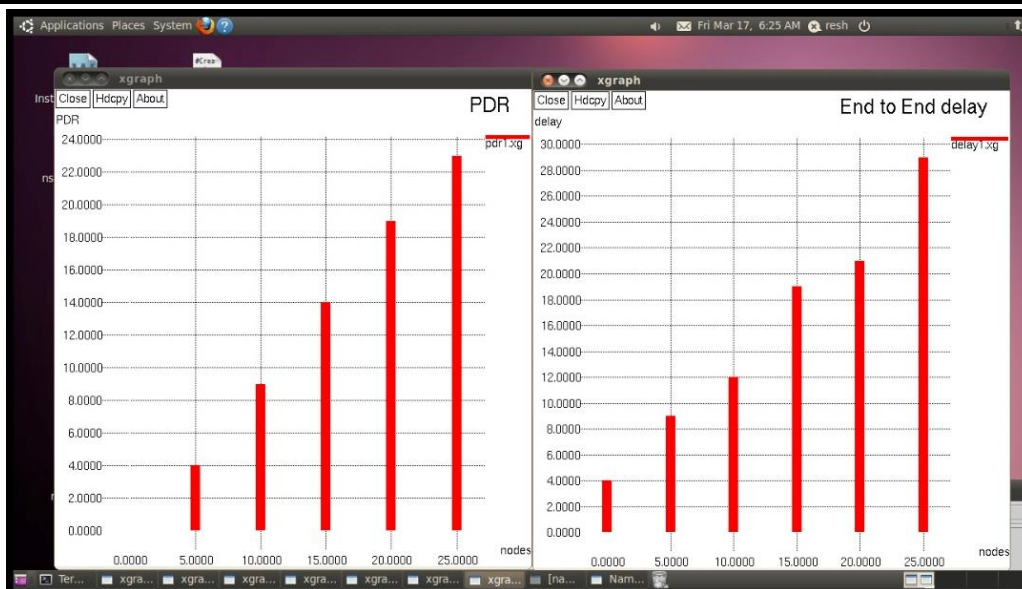 Applications Places System ?
Fri Mar 17, 6:25 AM resh
#Crea
Inst
ns
xgraph
Close Hdcpy About
PDR
PDR
pdr1.xg
24.0000
22.0000
20.0000
18.0000
16.0000
14.0000
12.0000
10.0000
8.0000
6.0000
4.0000
2.0000
0.0000
0.0000 5.0000 10.0000 15.0000 20.0000 25.0000
nodes
xgraph
Close Hdcpy About
End to End delay
delay
delay1.xg
30.0000
28.0000
26.0000
24.0000
22.0000
20.0000
18.0000
16.0000
14.0000
12.0000
10.0000
8.0000
6.0000
4.0000
2.0000
0.0000
0.0000 5.0000 10.0000 15.0000 20.0000 25.0000
nodes
Ter... xgra... xgra... xgra... xgra... xgra... xgra... xgra... [na... Nam...